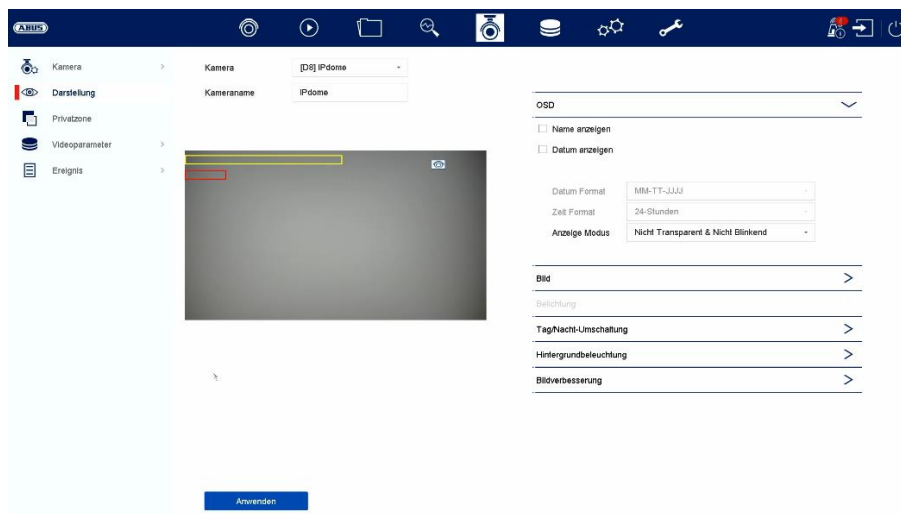 ABUS
Kamera
Darstellung
Privatzone
Videoparameter
Ereignis
Kamera [D8] IPdome
Kameraname IPdome
OSD
Name anzeigen
Datum anzeigen
Datum Format MM-TT-JJJJ
Zeit Format 24-Stunden
Anzeige Modus Nicht Transparent & Nicht Blinkend
Bild
Belichtung
Tag/Nacht-Umschaltung
Hintergrundbeleuchtung
Bildverbesserung
Anwenden